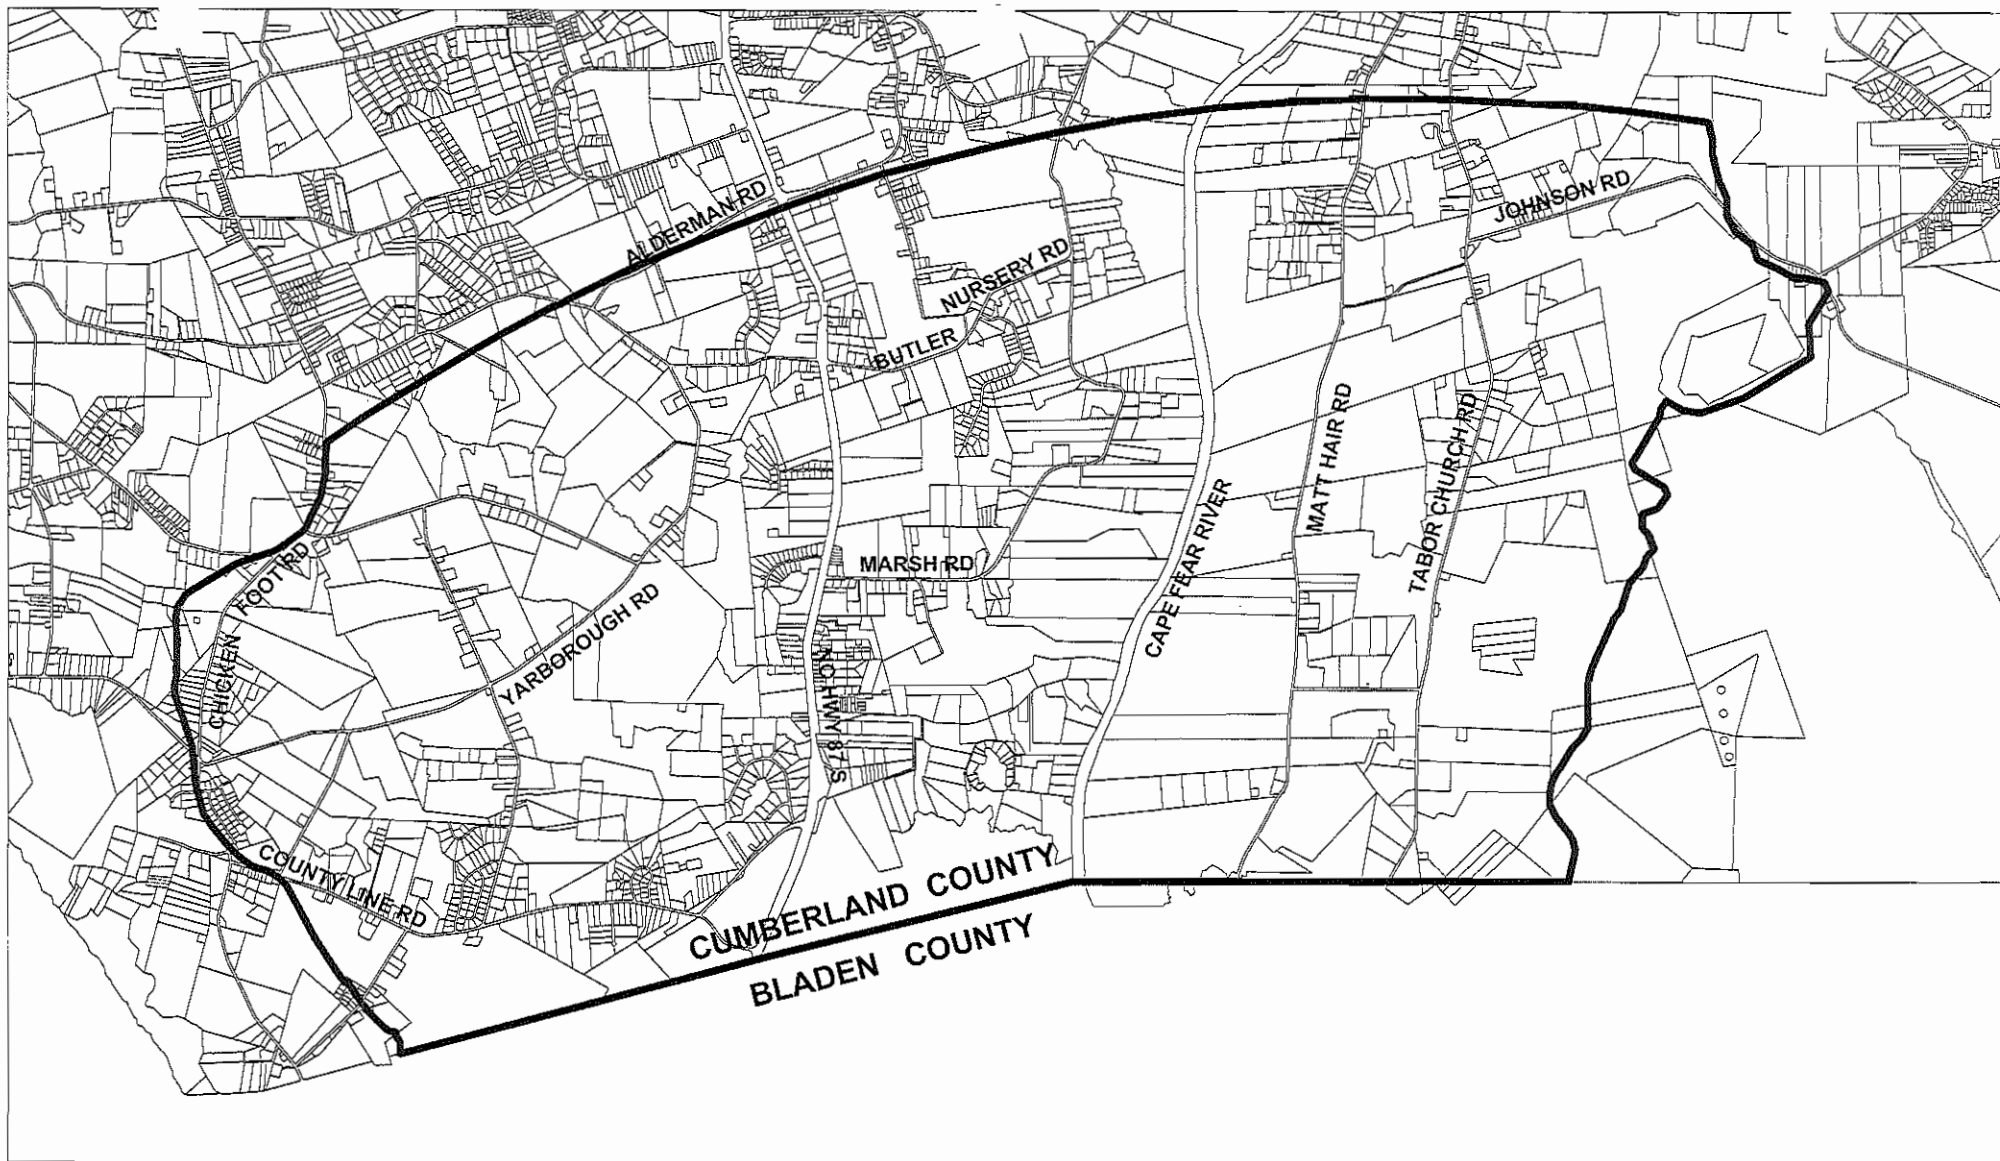 ALDERMAN RD
JOHNSON RD
NURSERY RD
BUTLER
MATT HAIR RD
TABOR CHURCH RD
CAPE FEAR RIVER
MARSH RD
CHICKEN
FOOT RD
YARBOROUGH RD
NC HWY 87 S
COUNTY LINE RD
CUMBERLAND COUNTY
BLADEN COUNTY